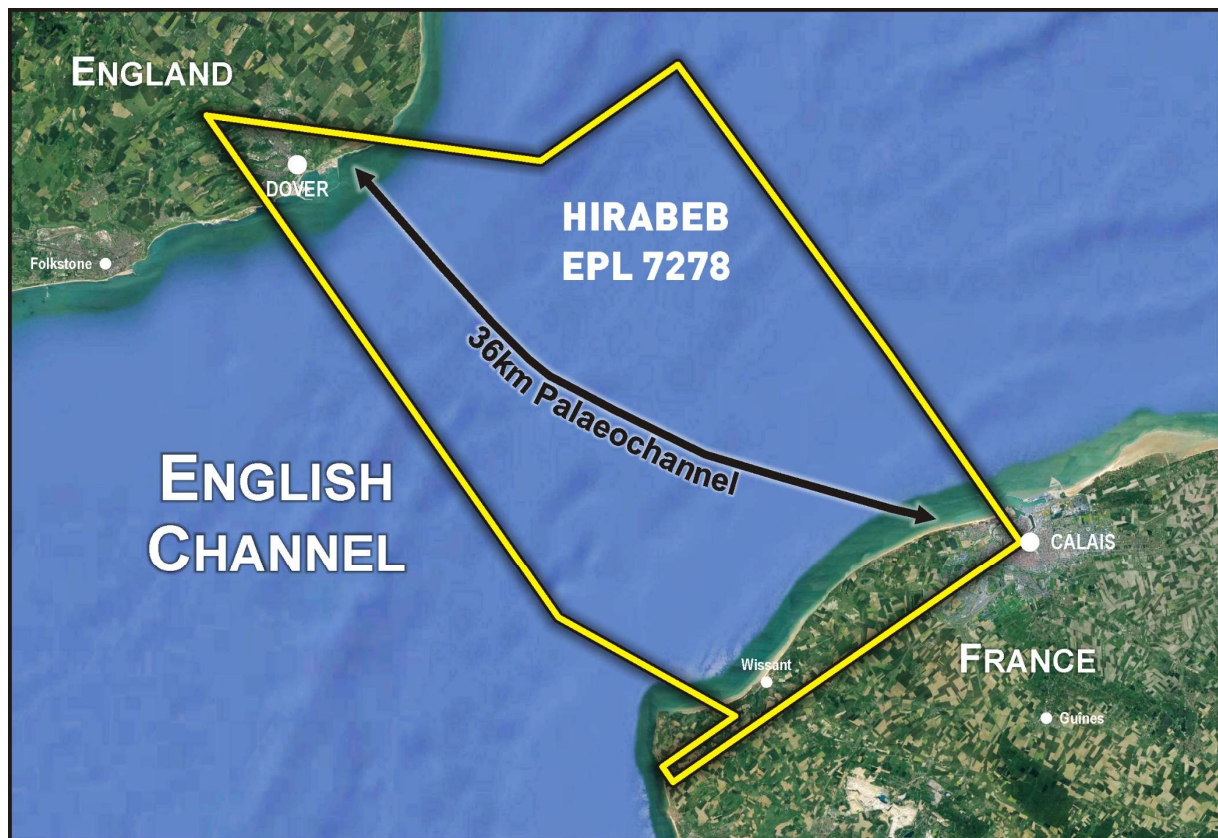 ENGLAND
DOVER
Folkstone
HIRABEB
EPL 7278
36km Palaeochannel
ENGLISH
CHANNEL
CALAIS
FRANCE
Wissant
Guines